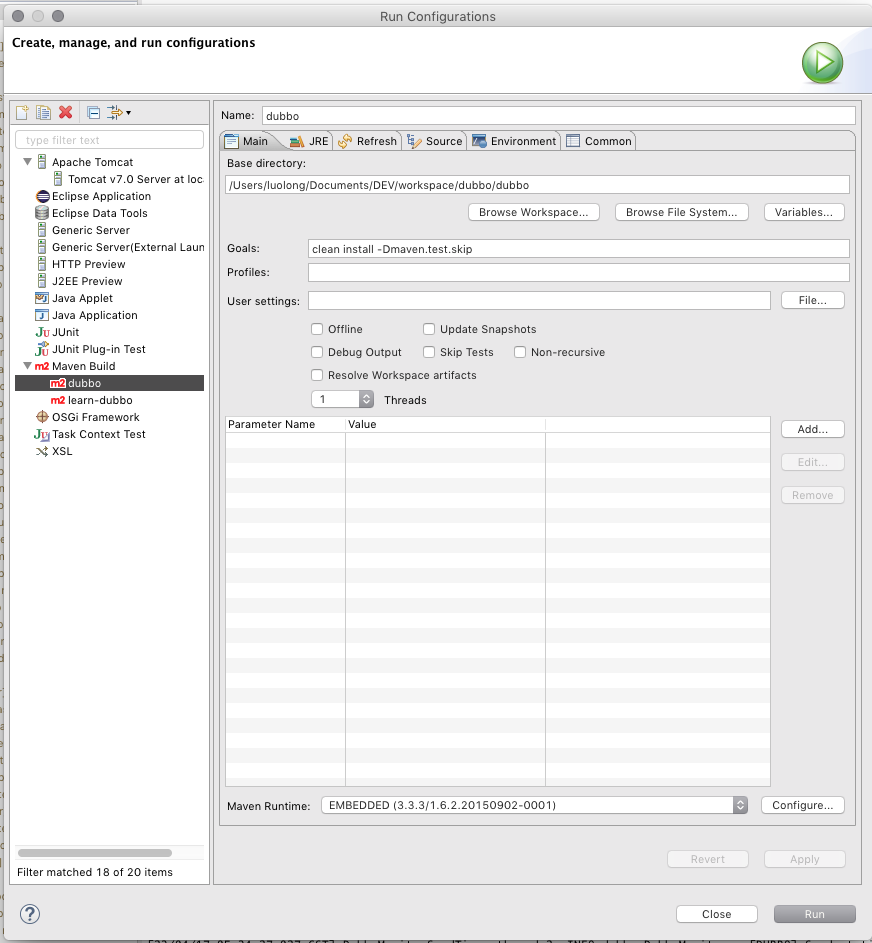 Run Configurations
Create, manage, and run configurations
type filter text
Apache Tomcat
Tomcat v7.0 Server at loca
Eclipse Application
Eclipse Data Tools
Generic Server
Generic Server(External Laun
HTTP Preview
J2EE Preview
Java Applet
Java Application
Ju JUnit
JUnit Plug-in Test
m2 Maven Build
m2 dubbo
m2 learn-dubbo
OSGi Framework
Ju Task Context Test
XSL
Filter matched 18 of 20 items
Name: dubbo
Main JRE Refresh Source Environment Common
Base directory:
/Users/luolong/Documents/DEV/workspace/dubbo/dubbo
Browse Workspace... Browse File System... Variables...
Goals: clean install -Dmaven.test.skip
Profiles:
User settings: File...
Offline Update Snapshots
Debug Output Skip Tests Non-recursive
Resolve Workspace artifacts
1 Threads
Parameter Name Value
Add...
Edit...
Remove
Maven Runtime: EMBEDDED (3.3.3/1.6.2.20150902-0001) Configure...
Revert Apply
? Close Run